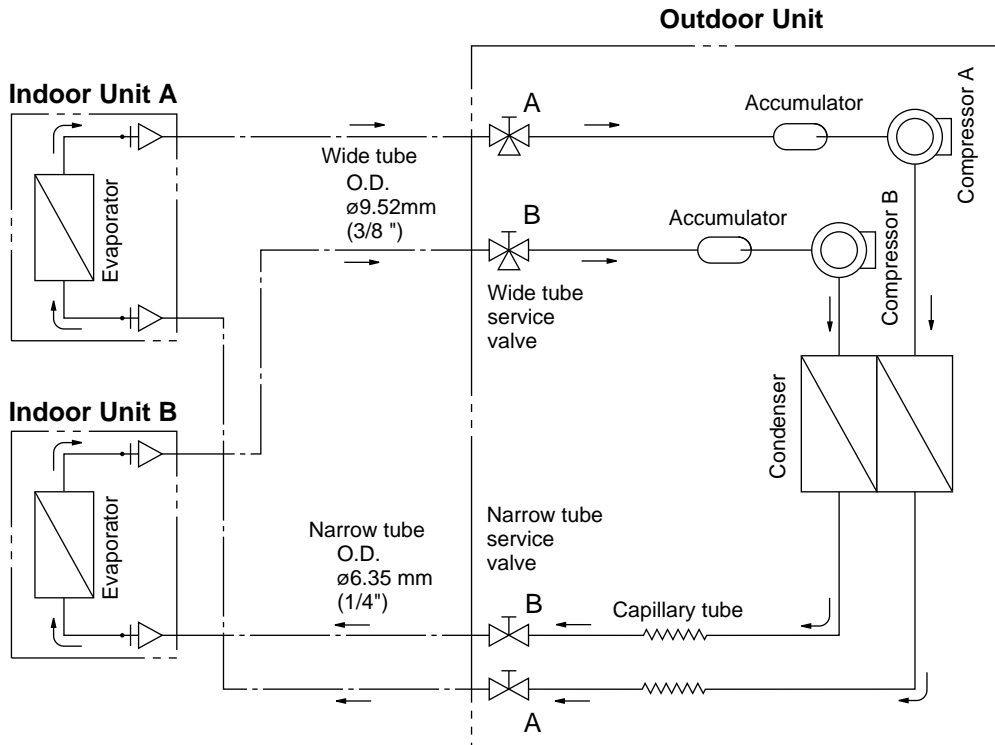 Outdoor Unit
Indoor Unit A
A
Accumulator
Compressor A
Wide tube
O.D.
ø9.52mm
(3/8 ")
Evaporator
B
Accumulator
Compressor B
Wide tube
service
valve
Condenser
Indoor Unit B
Evaporator
Narrow tube
O.D.
ø6.35 mm
(1/4")
Narrow tube
service
valve
B
Capillary tube
A